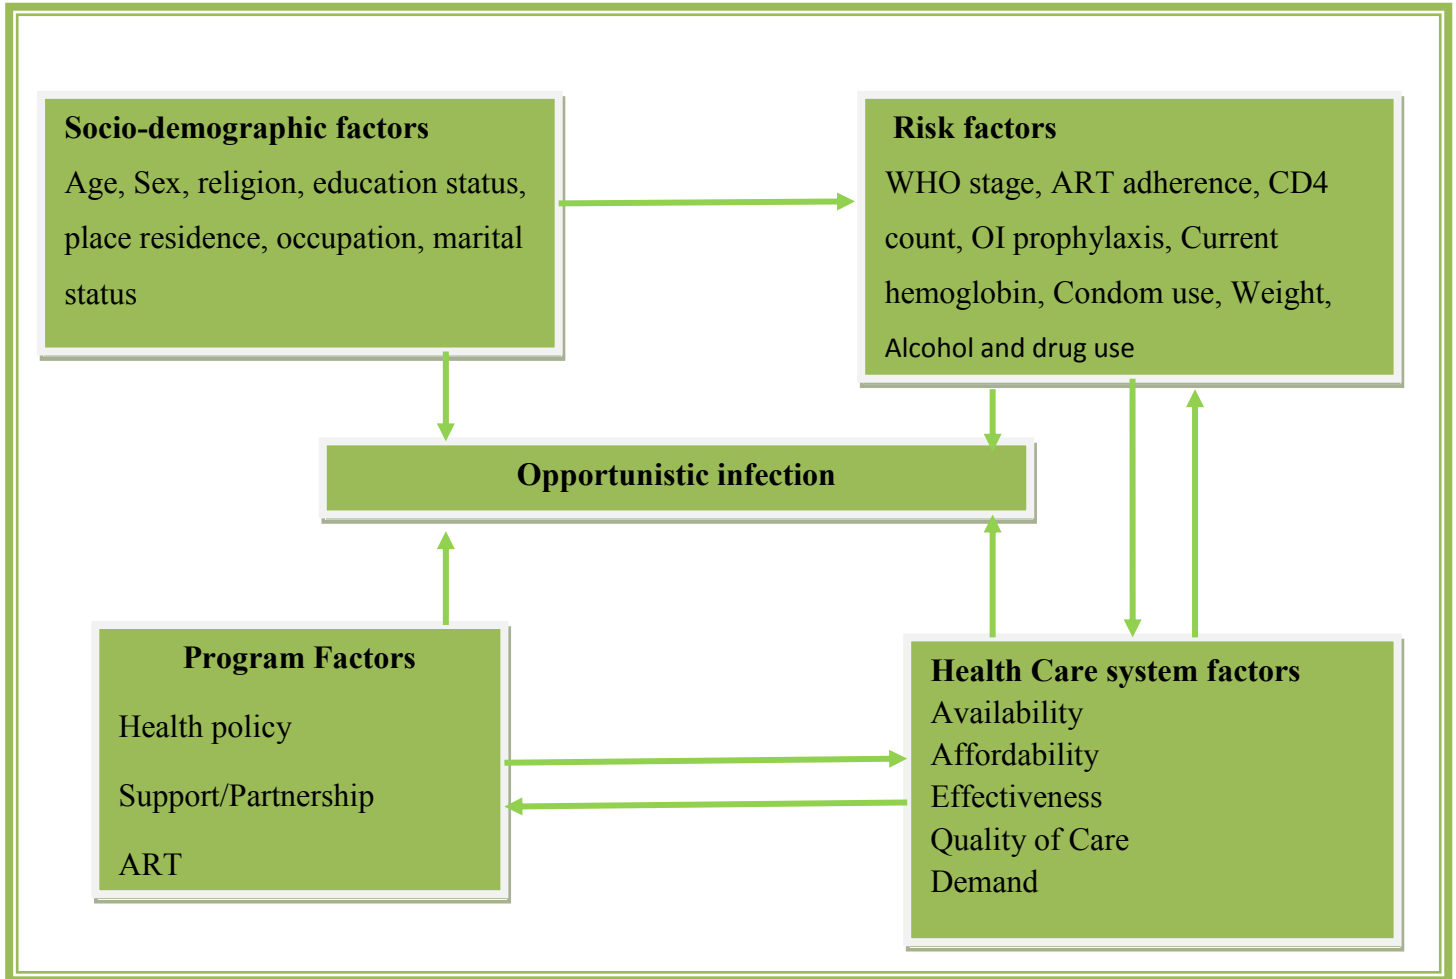 Socio-demographic factors
Age, Sex, religion, education status,
place residence, occupation, marital
status
Risk factors
WHO stage, ART adherence, CD4
count, OI prophylaxis, Current
hemoglobin, Condom use, Weight,
Alcohol and drug use
Opportunistic infection
Program Factors
Health policy
Support/Partnership
ART
Health Care system factors
Availability
Affordability
Effectiveness
Quality of Care
Demand